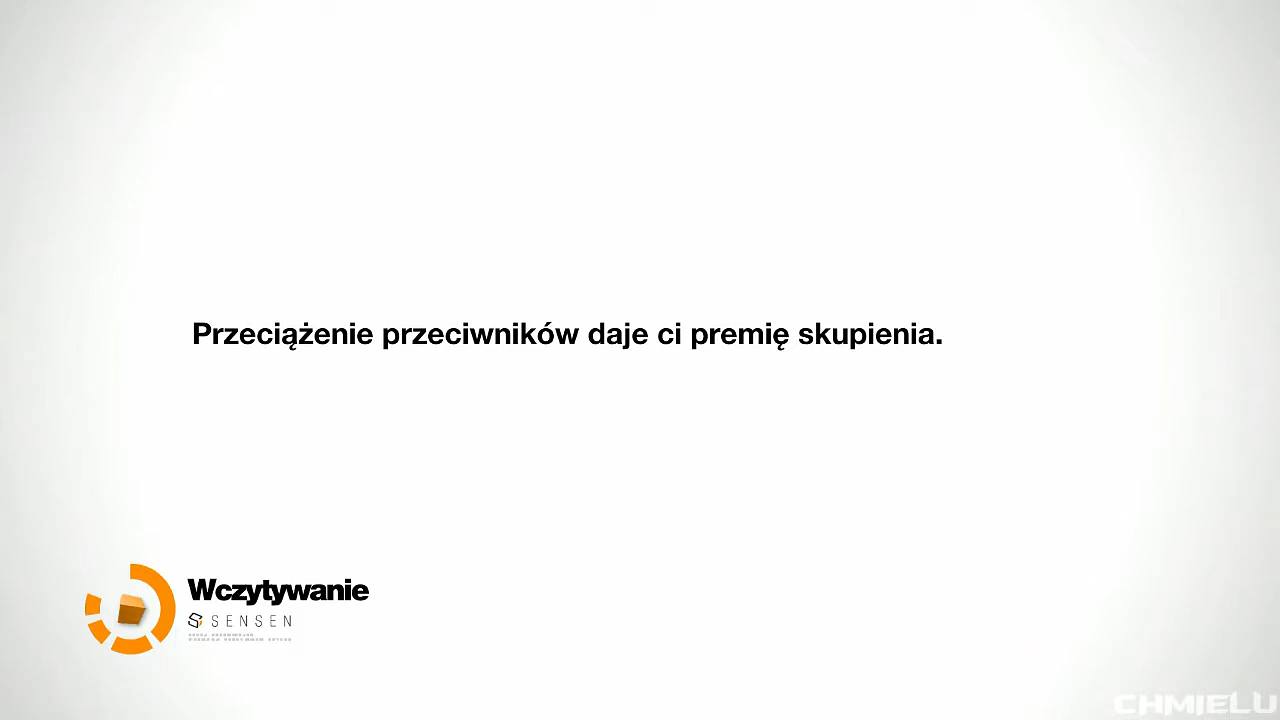 Przeciążenie przeciwników daje ci premię skupienia.
Wczytywanie
SENSEN
CHMIELU